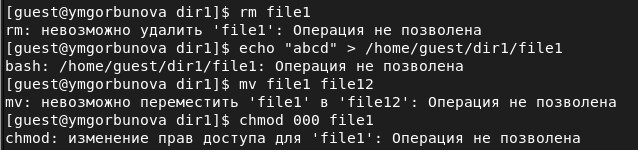 [guest@ymgorbunova dir1]$ rm file1
rm: невозможно удалить 'file1': Операция не позволена
[guest@ymgorbunova dir1]$ echo "abcd" > /home/guest/dir1/file1
bash: /home/guest/dir1/file1: Операция не позволена
[guest@ymgorbunova dir1]$ mv file1 file12
mv: невозможно переместить 'file1' в 'file12': Операция не позволена
[guest@ymgorbunova dir1]$ chmod 000 file1
chmod: изменение прав доступа для 'file1': Операция не позволена